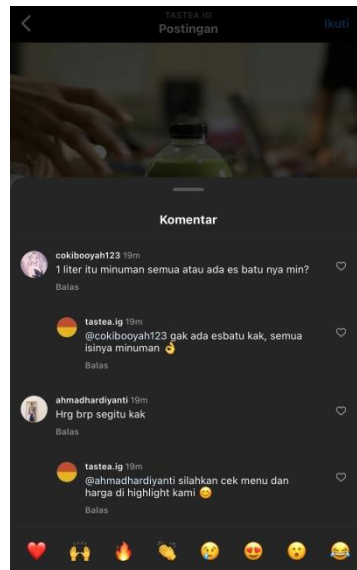 TASTEA.IG
Postingan
Ikuti
Komentar
cokibooyah123 19m
1 liter itu minuman semua atau ada es batu nya min?
Balas
tastea.ig 19m
@cokibooyah123 gak ada esbatu kak, semua
isinya minuman 👌
Balas
ahmadhardiyanti 19m
Hrg brp segitu kak
Balas
tastea.ig 19m
@ahmadhardiyanti silahkan cek menu dan
harga di highlight kami 😊
Balas
❤️ 🙌 🔥 👏 😢 😍 😮 😂